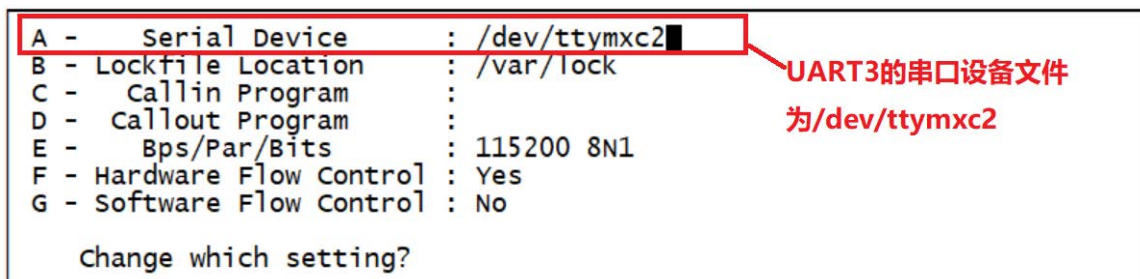 A -    Serial Device      : /dev/ttymxc2
B - Lockfile Location     : /var/lock
C -   Callin Program      :
D -  Callout Program      :
E -    Bps/Par/Bits       : 115200 8N1
F - Hardware Flow Control : Yes
G - Software Flow Control : No
Change which setting?
UART3的串口设备文件
为/dev/ttymxc2